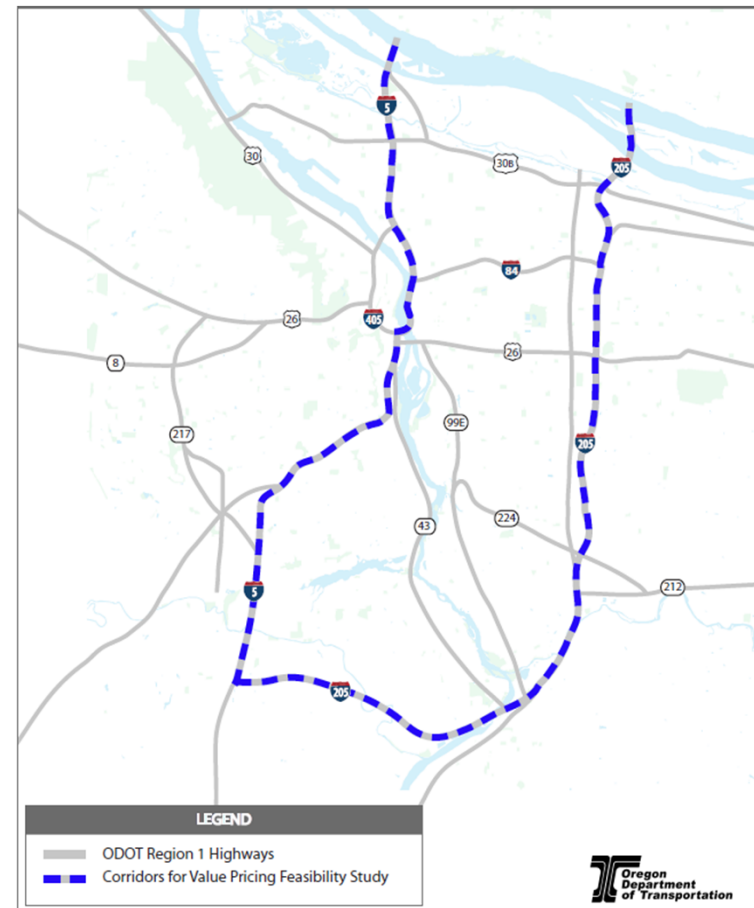 5
205
30
30B
84
405
26
26
8
99E
217
205
43
224
5
212
205
LEGEND
ODOT Region 1 Highways
Corridors for Value Pricing Feasibility Study
Oregon
Department
of Transportation